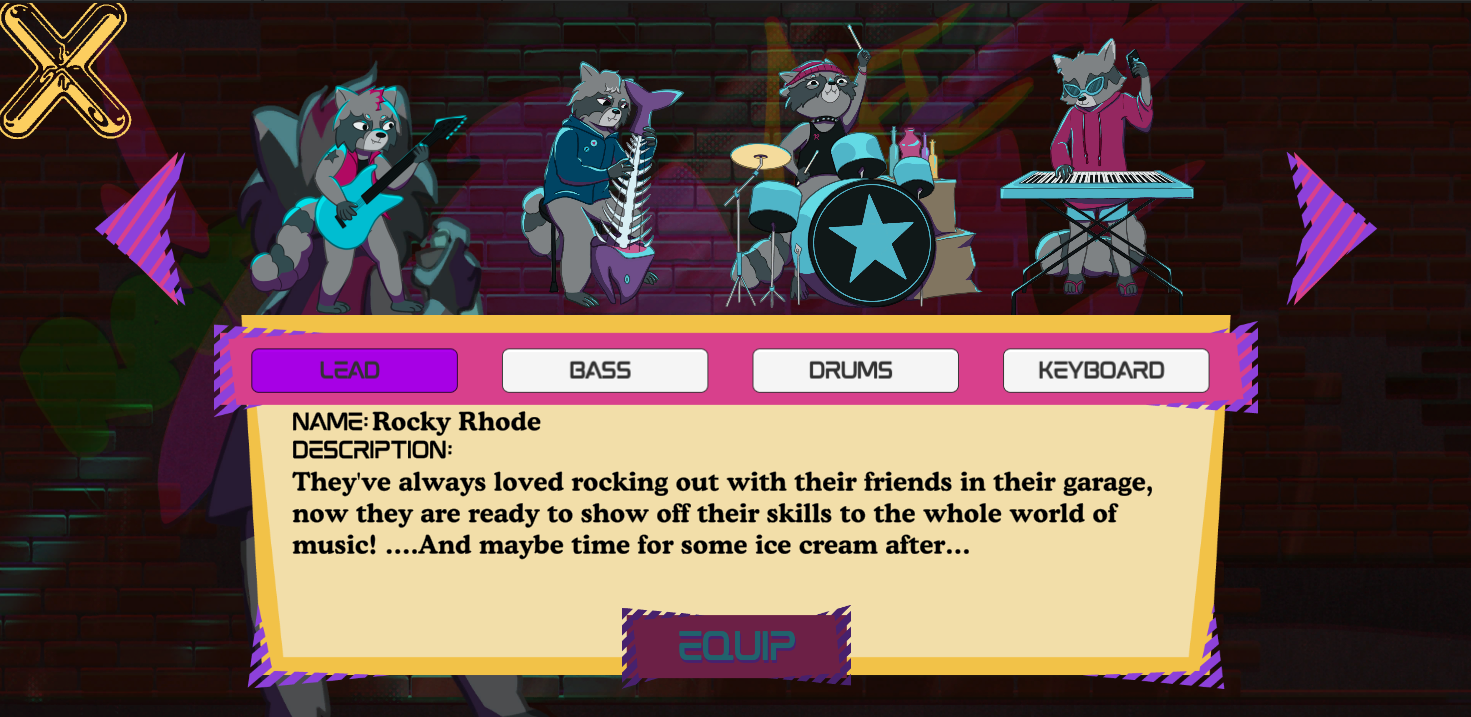 LEAD
BASS
DRUMS
KEYBOARD
NAME: Rocky Rhode
DESCRIPTION:
They've always loved rocking out with their friends in their garage,
now they are ready to show off their skills to the whole world of
music! ....And maybe time for some ice cream after...
EQUIP